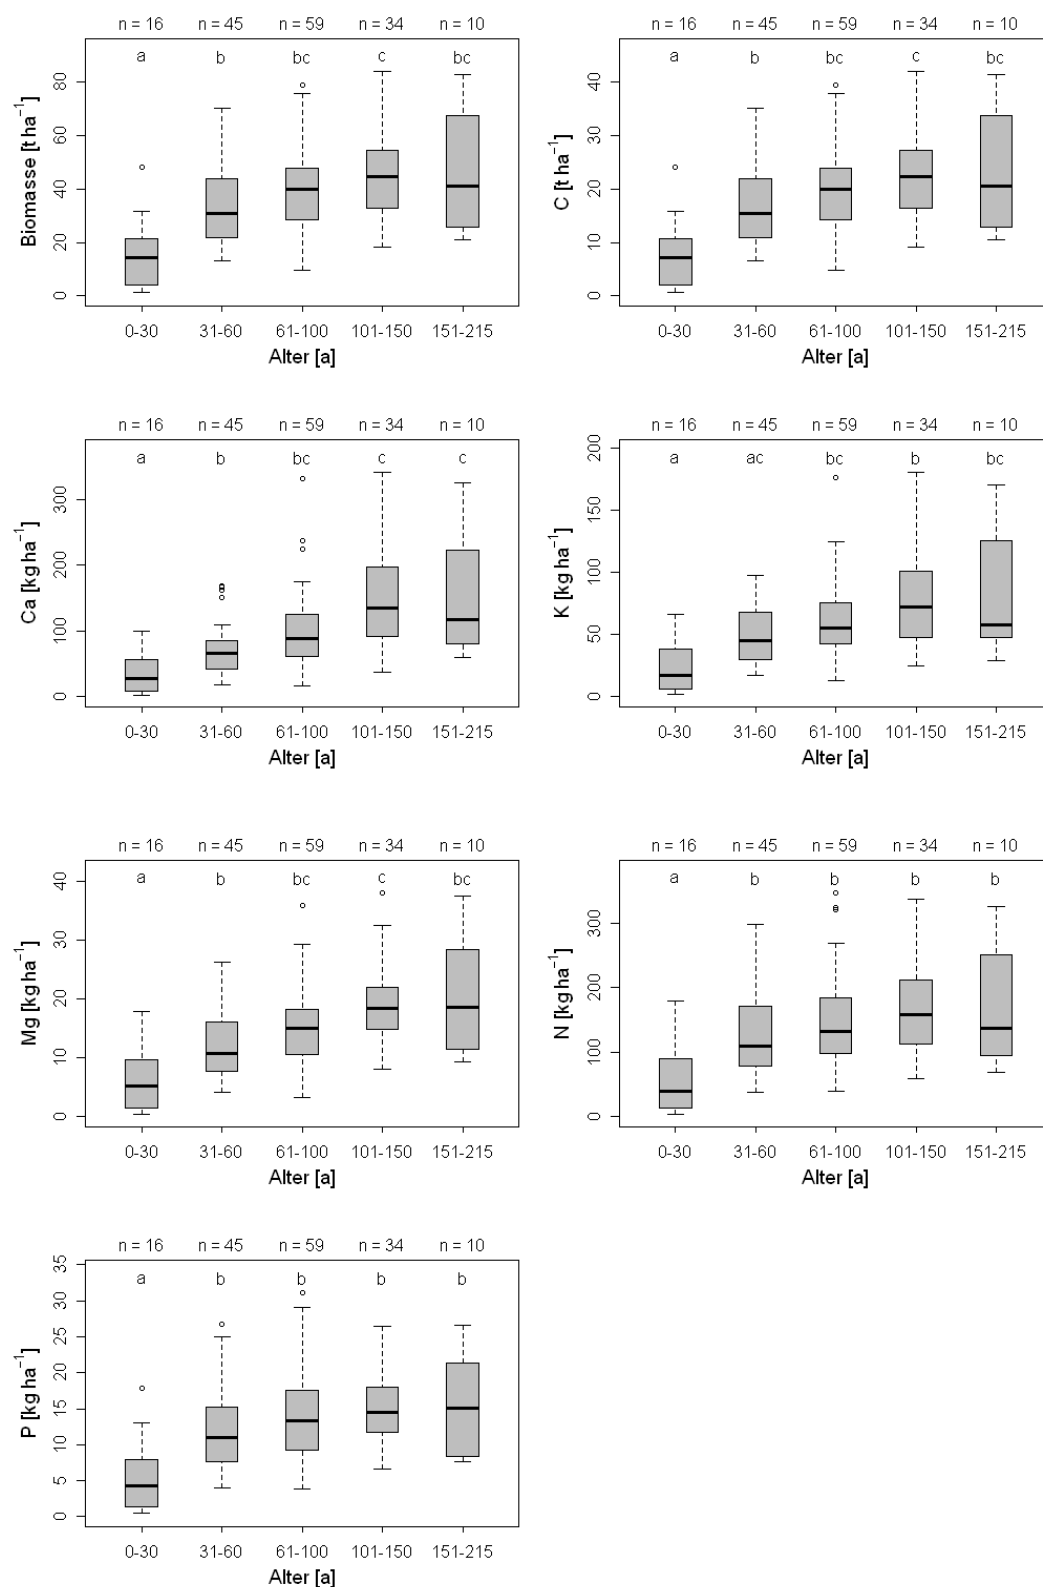 n = 16 n = 45 n = 59 n = 34 n = 10
a b bc c bc
Biomasse [t ha⁻¹]
80
60
40
20
0
0-30 31-60 61-100 101-150 151-215
Alter [a]
n = 16 n = 45 n = 59 n = 34 n = 10
a b bc c bc
C [t ha⁻¹]
40
30
20
10
0
0-30 31-60 61-100 101-150 151-215
Alter [a]
n = 16 n = 45 n = 59 n = 34 n = 10
a b bc c c
Ca [kg ha⁻¹]
300
200
100
0
0-30 31-60 61-100 101-150 151-215
Alter [a]
n = 16 n = 45 n = 59 n = 34 n = 10
a ac bc b bc
K [kg ha⁻¹]
200
150
100
50
0
0-30 31-60 61-100 101-150 151-215
Alter [a]
n = 16 n = 45 n = 59 n = 34 n = 10
a b bc c bc
Mg [kg ha⁻¹]
40
30
20
10
0
0-30 31-60 61-100 101-150 151-215
Alter [a]
n = 16 n = 45 n = 59 n = 34 n = 10
a b b b b
N [kg ha⁻¹]
300
200
100
0
0-30 31-60 61-100 101-150 151-215
Alter [a]
n = 16 n = 45 n = 59 n = 34 n = 10
a b b b b
P [kg ha⁻¹]
35
30
25
20
15
10
5
0
0-30 31-60 61-100 101-150 151-215
Alter [a]